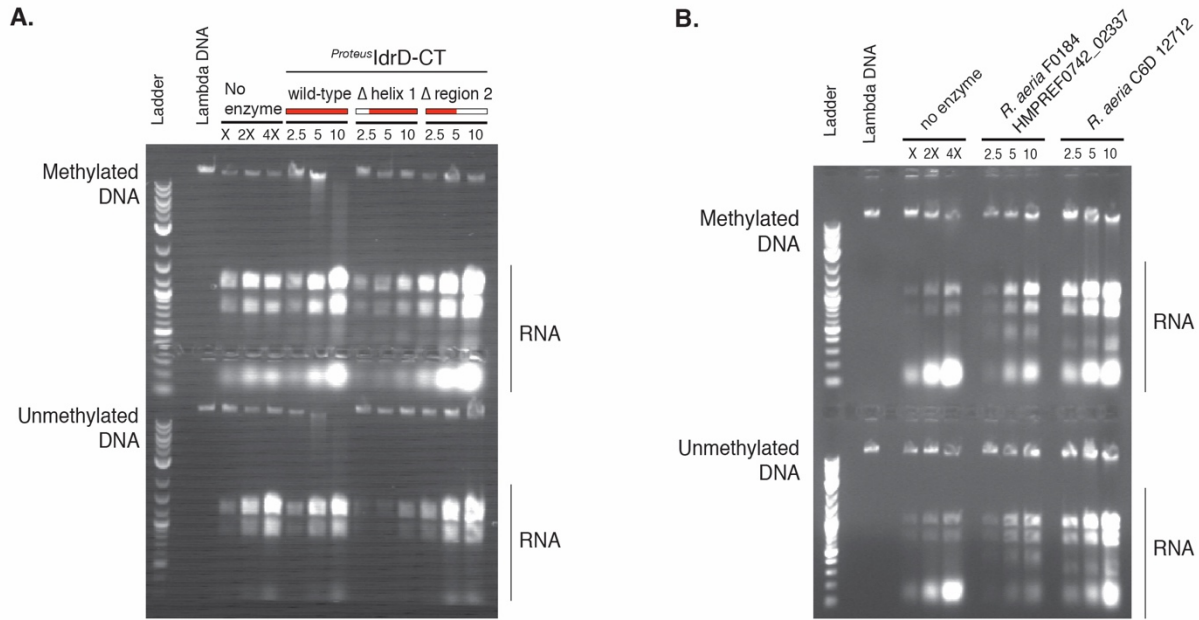 A.
Ladder
Lambda DNA
ProteusIdrD-CT
No
enzyme
wild-type Δ helix 1 Δ region 2
X 2X 4X 2.5 5 10 2.5 5 10 2.5 5 10
Methylated
DNA
RNA
Unmethylated
DNA
RNA
B.
Ladder
Lambda DNA
no enzyme
R. aeria F0184
HMPREF0742_02337
R. aeria C6D 12712
X 2X 4X 2.5 5 10 2.5 5 10
Methylated
DNA
RNA
Unmethylated
DNA
RNA